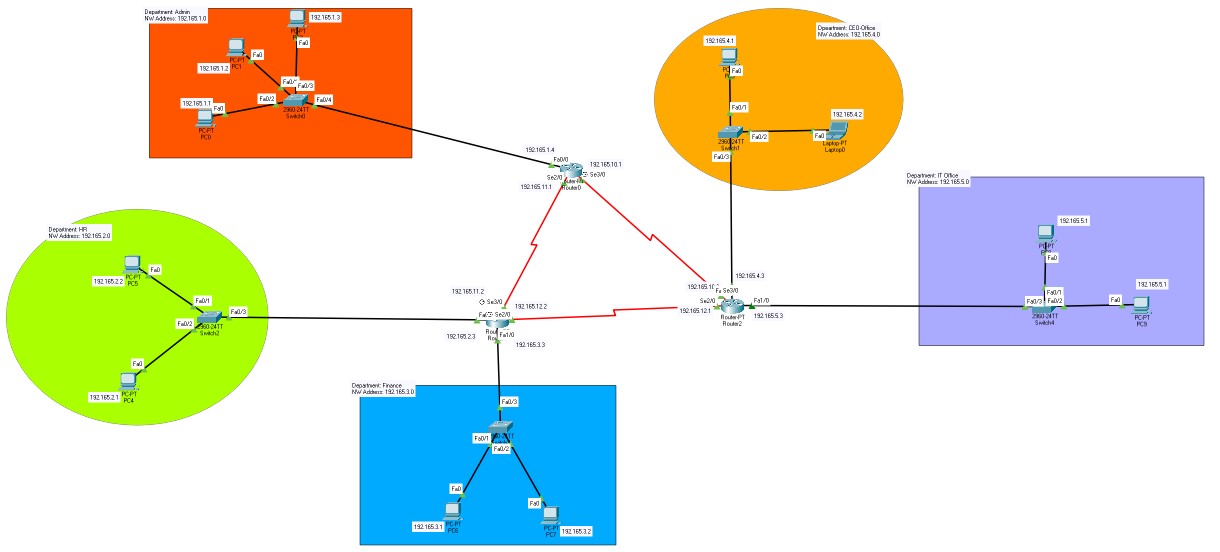 Department: Admin
NW Address: 192.165.1.0
192.165.1.3
PC-PT
Fa0
Fa0
192.165.1.2
PC-PT
PC1
192.165.1.1
Fa0
PC-PT
PC0
Fa0/2
Fa0/3
Fa0/4
2960-24TT
Switch0
Department: CEO-Office
NW Address: 192.165.4.0
192.165.4.1
Fa0
Fa0/1
192.165.4.2
Fa0/2
Fa0
2960-24TT
Switch1
Laptop-PT
Laptop0
Fa0/3
192.165.1.4
Fa0/0
192.165.10.1
Se2/0
Se3/0
192.165.11.1
Router0
Department: IT Office
NW Address: 192.165.5.0
192.165.5.1
PC-PT
Fa0
Fa0/1
Fa0/3
Fa0/2
Fa0
192.165.5.1
2960-24TT
Switch4
PC-PT
PC9
Department: HR
NW Address: 192.165.2.0
PC-PT
PC5
Fa0
192.165.2.2
Fa0/1
Fa0/2
Fa0/3
2960-24TT
Switch2
Fa0
192.165.2.1
PC-PT
PC4
192.165.4.3
Se3/0
Se2/0
Fa1/0
192.165.12.1
192.165.5.3
Router-PT
Router2
192.165.11.2
Se3/0
192.165.12.2
Se2/0
192.165.2.3
Fa1/0
192.165.3.3
Department: Finance
NW Address: 192.165.3.0
Fa0/3
Fa0/1
Fa0/2
Fa0
Fa0
192.165.3.1
PC-PT
PC6
PC-PT
PC7
192.165.3.2